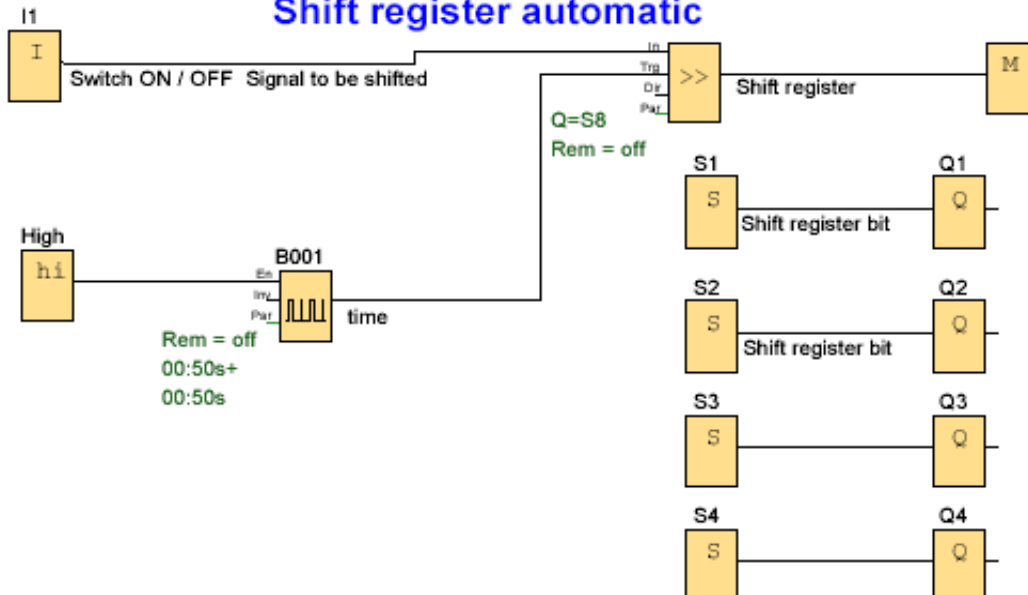 Shift register automatic
I1
I
Switch ON / OFF Signal to be shifted
In
Trg
Dir
Par
>>
Shift register
M
Q=S8
Rem = off
S1
S
Shift register bit
Q1
Q
High
hi
B001
En
Inv
Par
time
Rem = off
00:50s+
00:50s
S2
S
Shift register bit
Q2
Q
S3
S
Q3
Q
S4
S
Q4
Q